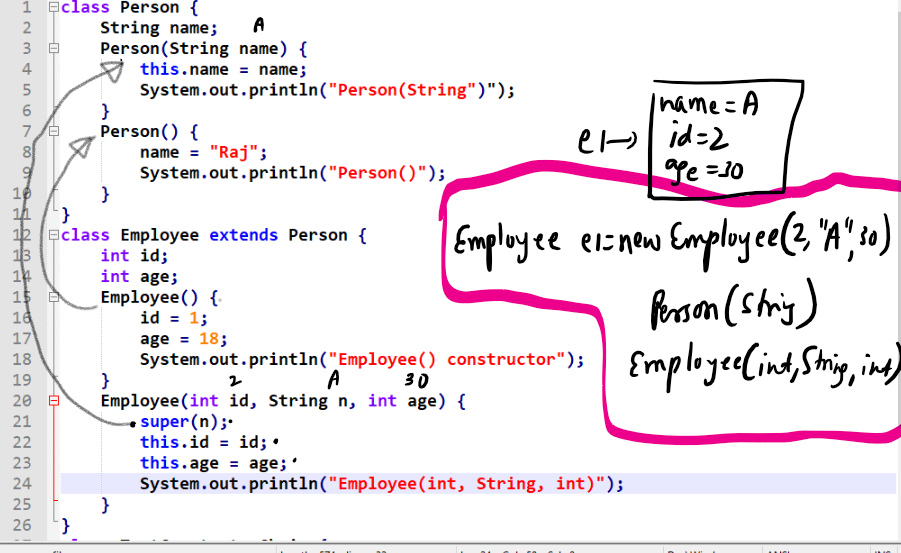 1 class Person {
2 String name; A
3 Person(String name) {
4 this.name = name;
5 System.out.println("Person(String")");
6 }
7 Person() {
8 name = "Raj";
9 System.out.println("Person()");
10 }
11 }
12 class Employee extends Person {
13 int id;
14 int age;
15 Employee() {
16 id = 1;
17 age = 18;
18 System.out.println("Employee() constructor");
19 } 2 A 30
20 Employee(int id, String n, int age) {
21 super(n);
22 this.id = id;
23 this.age = age;
24 System.out.println("Employee(int, String, int)");
25 }
26 }
e1→
name=A
id=2
age=30
Employee e1=new Employee(2,"A",30)
Person(String)
Employee(int,String,int)